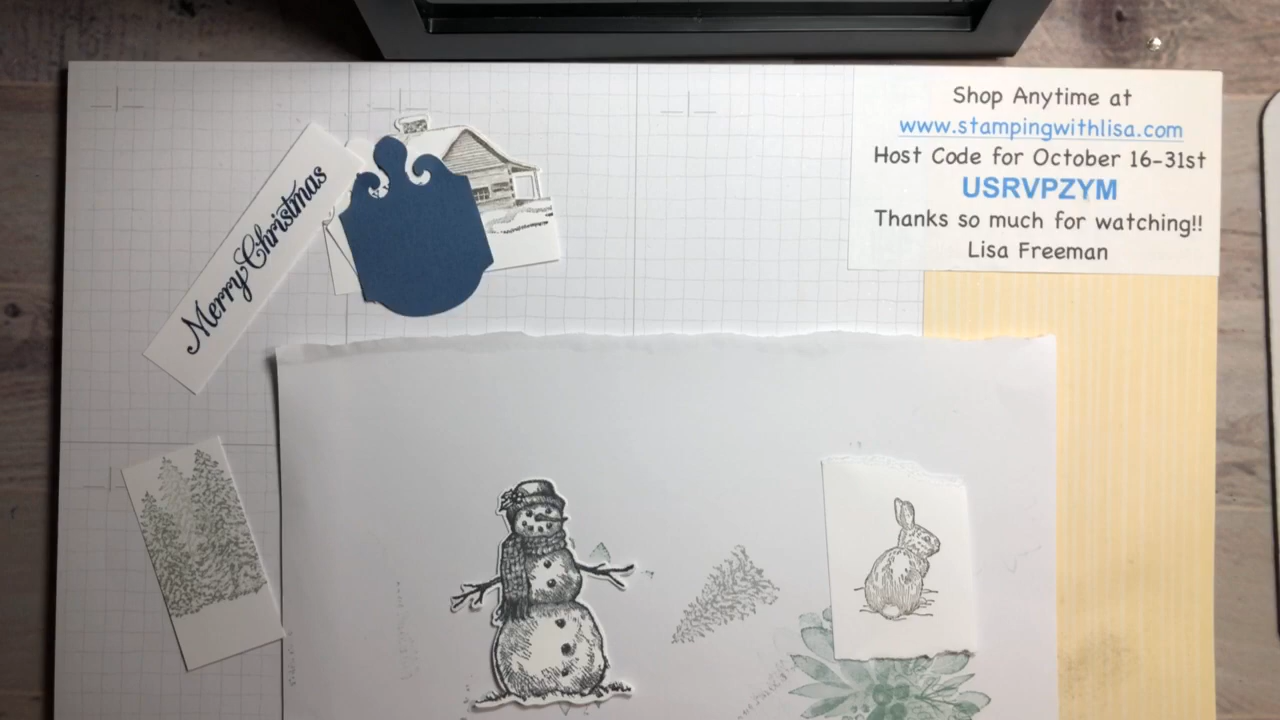 Shop Anytime at
www.stampingwithlisa.com
Host Code for October 16-31st
USRVPZYM
Thanks so much for watching!!
Lisa Freeman
Merry Christmas